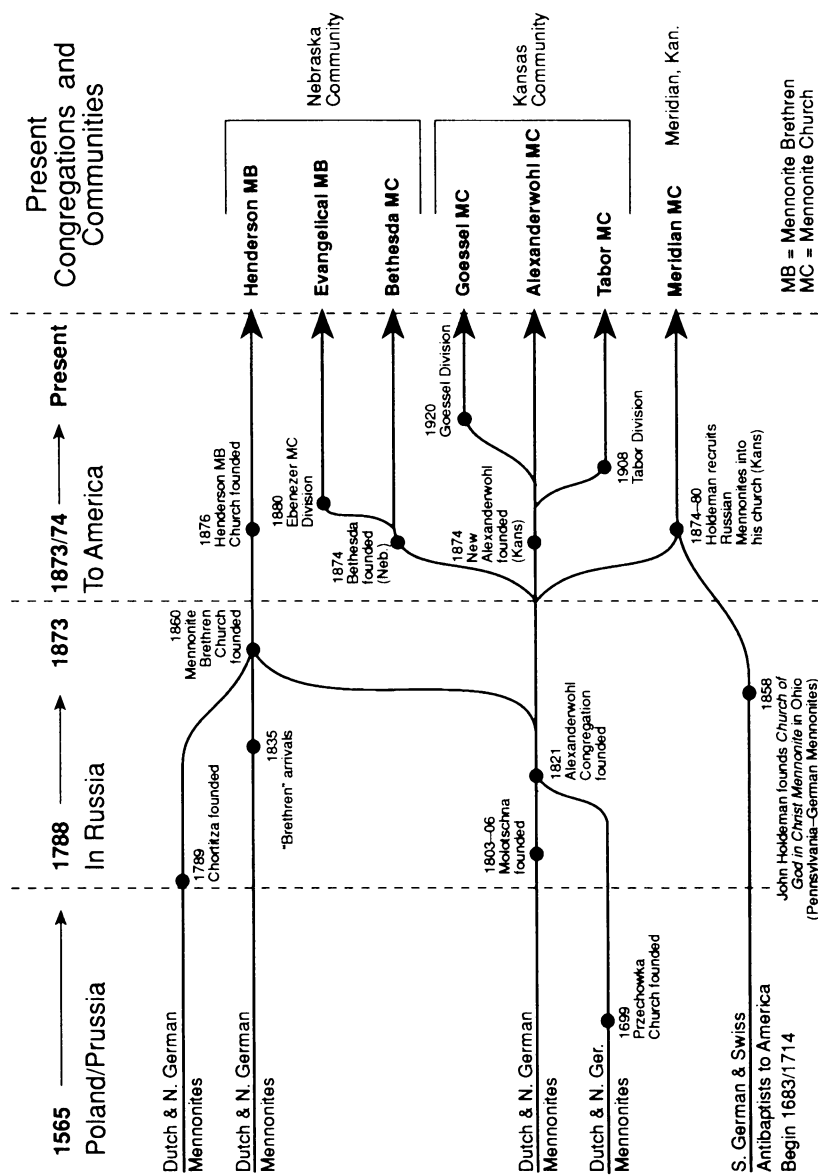 1565 → 1788 → 1873 1873/74 → Present
Poland/Prussia In Russia To America
Present
Congregations and
Communities
Dutch & N. German
Mennonites
1789
Chortitza founded
Dutch & N. German
Mennonites
1835
"Brethren" arrivals
1860
Mennonite
Brethren
Church
founded
1876
Henderson MB
Church founded
Henderson MB
1880
Ebenezer MC
Division
Evangelical MB
1874
Bethesda
founded
(Neb.)
Bethesda MC
Nebraska
Community
1920
Goessel Division
Goessel MC
Dutch & N. German
Mennonites
1803–06
Molotschna
founded
1821
Alexanderwohl
Congregation
founded
1874
New
Alexanderwohl
founded
(Kans)
Alexanderwohl MC
Kansas
Community
Dutch & N. Ger.
Mennonites
1699
Przechowka
Church founded
1908
Tabor Division
Tabor MC
1874–80
Holdeman recruits
Russian
Mennonites into
his church (Kans)
Meridian MC
Meridian, Kan.
S. German & Swiss
Antibaptists to America
Begin 1683/1714
1858
John Holdeman founds Church of
God in Christ Mennonite in Ohio
(Pennsylvania–German Mennonites)
MB = Mennonite Brethren
MC = Mennonite Church